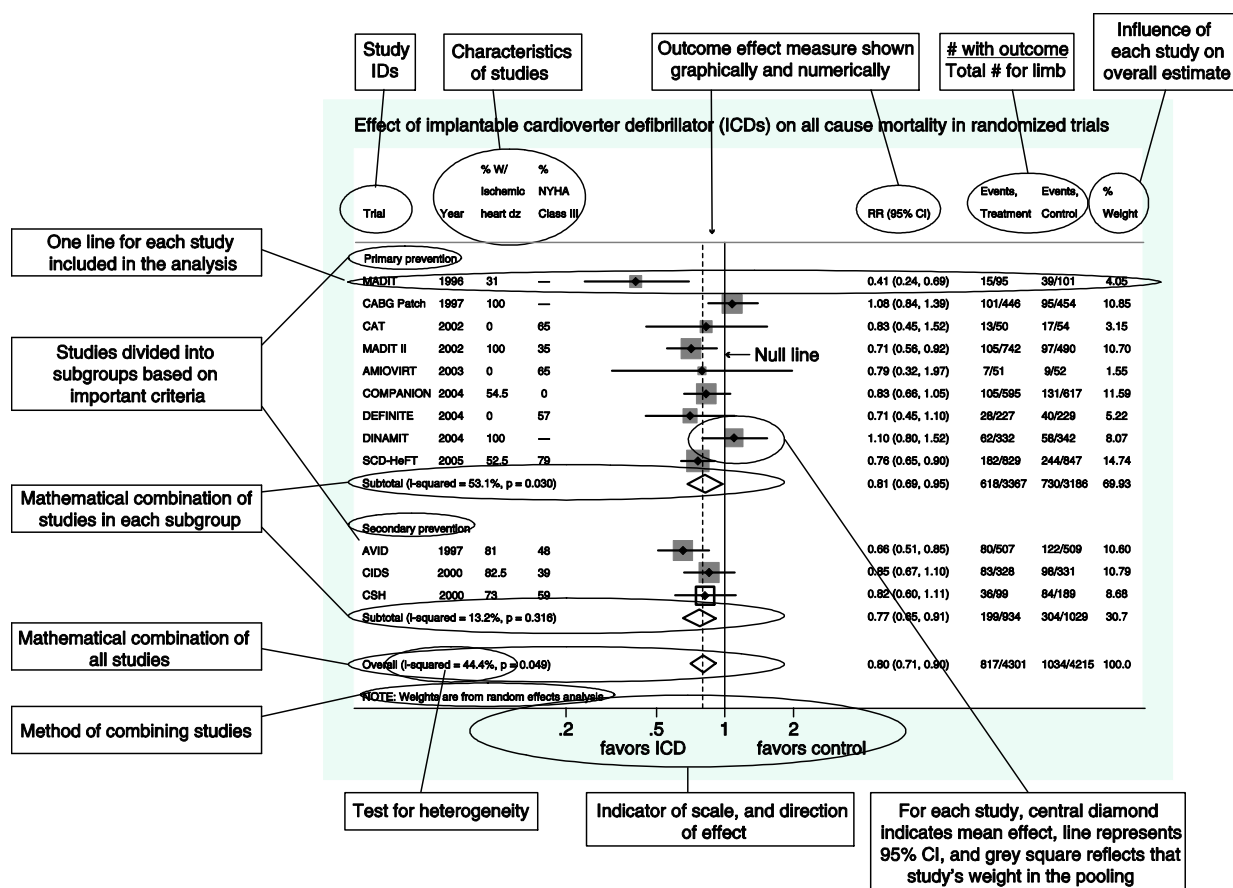 Study
IDs
Characteristics
of studies
Outcome effect measure shown
graphically and numerically
# with outcome
Total # for limb
Influence of
each study on
overall estimate
Effect of implantable cardioverter defibrillator (ICDs) on all cause mortality in randomized trials
% W/ %
Ischemic NYHA Events, Events, %
Trial Year heart dz Class III RR (95% CI) Treatment Control Weight
One line for each study
included in the analysis
Primary prevention
MADIT 1996 31 — 0.41 (0.24, 0.69) 15/95 39/101 4.05
CABG Patch 1997 100 — 1.08 (0.84, 1.39) 101/446 95/454 10.85
CAT 2002 0 65 0.83 (0.45, 1.52) 13/50 17/54 3.15
MADIT II 2002 100 35 0.71 (0.56, 0.92) 105/742 97/490 10.70
Null line
AMIOVIRT 2003 0 65 0.79 (0.32, 1.97) 7/51 9/52 1.55
COMPANION 2004 54.5 0 0.83 (0.66, 1.05) 105/595 131/617 11.59
DEFINITE 2004 0 57 0.71 (0.45, 1.10) 28/227 40/229 5.22
DINAMIT 2004 100 — 1.10 (0.80, 1.52) 62/332 58/342 8.07
SCD-HeFT 2005 52.5 79 0.76 (0.65, 0.90) 182/829 244/847 14.74
Subtotal (I-squared = 53.1%, p = 0.030) 0.81 (0.69, 0.95) 618/3367 730/3186 69.93
Studies divided into
subgroups based on
important criteria
Mathematical combination of
studies in each subgroup
Secondary prevention
AVID 1997 81 48 0.66 (0.51, 0.85) 80/507 122/509 10.60
CIDS 2000 82.5 39 0.85 (0.67, 1.10) 83/328 98/331 10.79
CSH 2000 73 59 0.82 (0.60, 1.11) 36/99 84/189 8.68
Subtotal (I-squared = 13.2%, p = 0.316) 0.77 (0.65, 0.91) 199/934 304/1029 30.7
Mathematical combination of
all studies
Overall (I-squared = 44.4%, p = 0.049) 0.80 (0.71, 0.90) 817/4301 1034/4215 100.0
NOTE: Weights are from random effects analysis
Method of combining studies
.2 .5 1 2
favors ICD favors control
Test for heterogeneity
Indicator of scale, and direction
of effect
For each study, central diamond
indicates mean effect, line represents
95% CI, and grey square reflects that
study's weight in the pooling